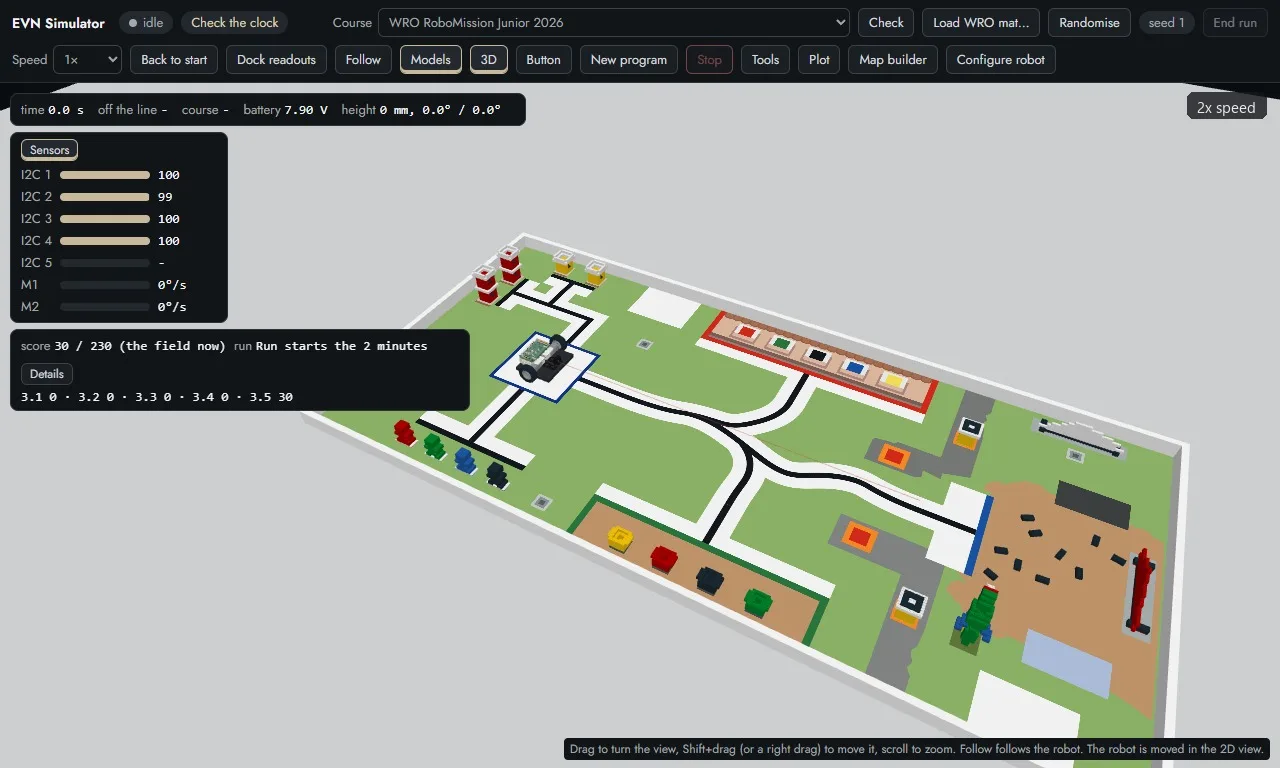 EVN Simulator idle Check the clock Course WRO RoboMission Junior 2026 Check Load WRO mat... Randomise seed 1 End run
Speed 1× Back to start Dock readouts Follow Models 3D Button New program Stop Tools Plot Map builder Configure robot
time 0.0 s off the line - course - battery 7.90 V height 0 mm, 0.0° / 0.0°
2x speed
Sensors
I2C 1 100
I2C 2 99
I2C 3 100
I2C 4 100
I2C 5 -
M1 0°/s
M2 0°/s
score 30 / 230 (the field now) run Run starts the 2 minutes
Details
3.1 0 · 3.2 0 · 3.3 0 · 3.4 0 · 3.5 30
Drag to turn the view, Shift+drag (or a right drag) to move it, scroll to zoom. Follow follows the robot. The robot is moved in the 2D view.